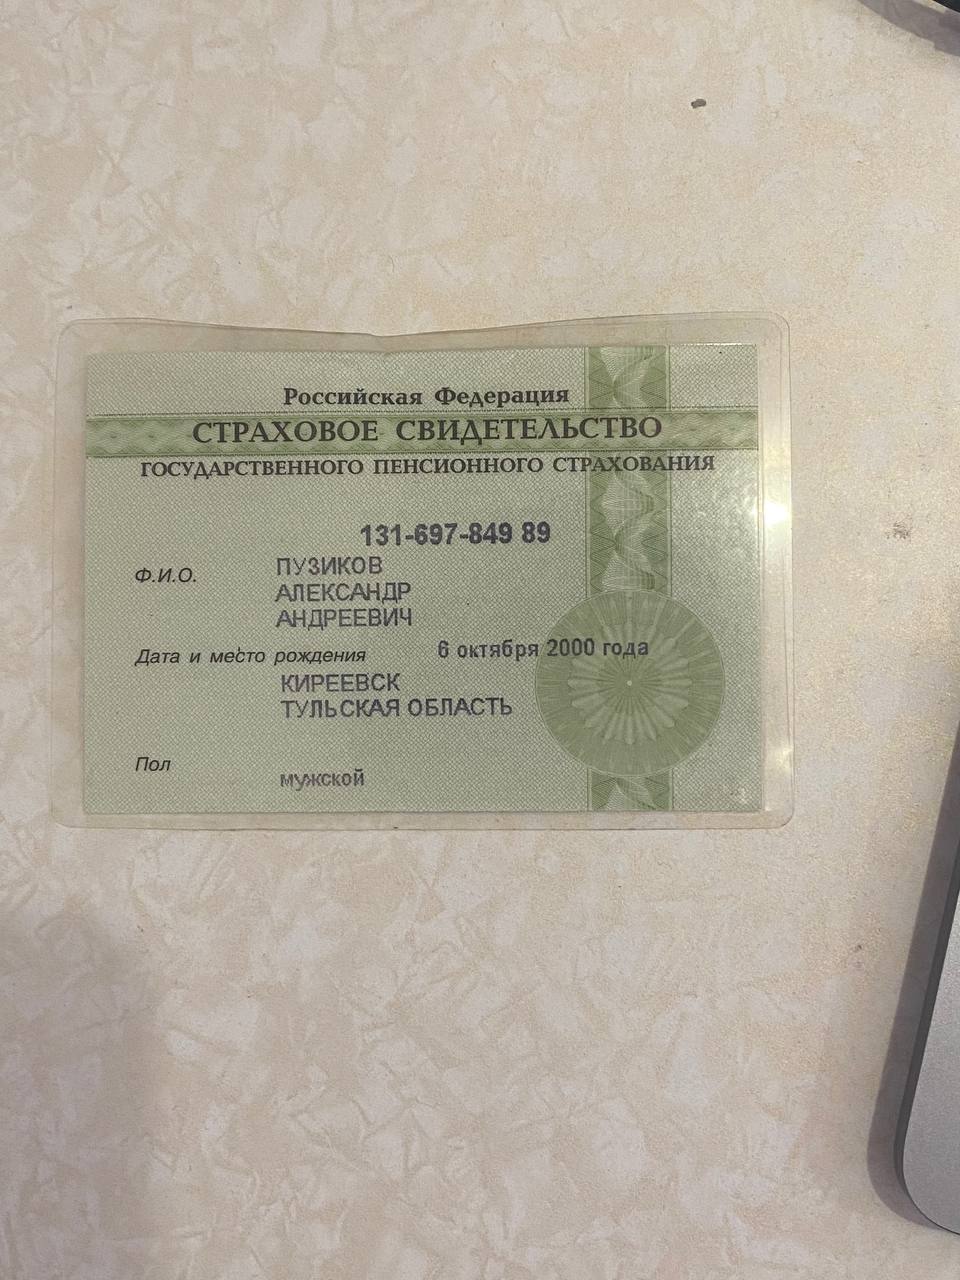 Российская Федерация
СТРАХОВОЕ СВИДЕТЕЛЬСТВО
ГОСУДАРСТВЕННОГО ПЕНСИОННОГО СТРАХОВАНИЯ
131-697-849 89
Ф.И.О. ПУЗИКОВ
АЛЕКСАНДР
АНДРЕЕВИЧ
Дата и место рождения 6 октября 2000 года
КИРЕЕВСК
ТУЛЬСКАЯ ОБЛАСТЬ
Пол мужской